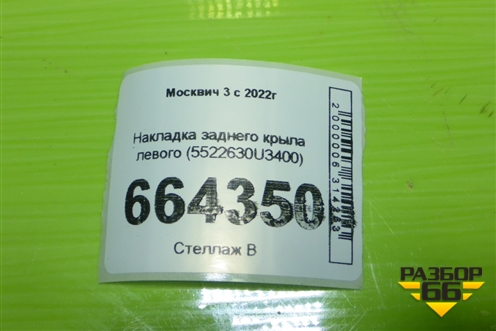 Москвич 3 с 2022г
Накладка заднего крыла
левого (5522630U3400)
664350
Стеллаж В
РАЗБОР
66